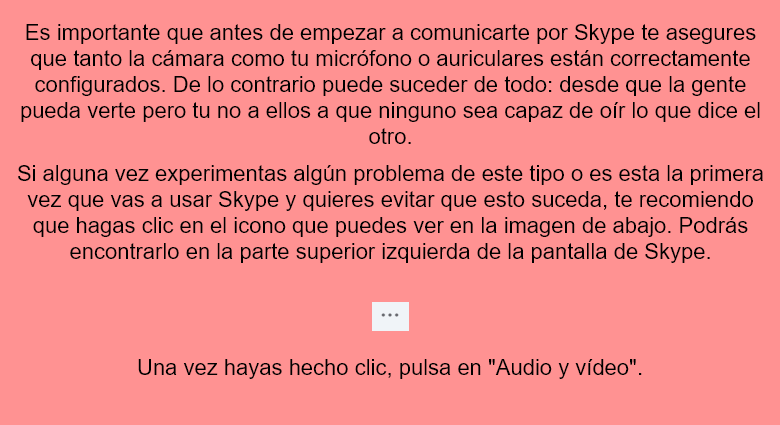 Es importante que antes de empezar a comunicarte por Skype te asegures
que tanto la cámara como tu micrófono o auriculares están correctamente
configurados. De lo contrario puede suceder de todo: desde que la gente
pueda verte pero tu no a ellos a que ninguno sea capaz de oír lo que dice el
otro.
Si alguna vez experimentas algún problema de este tipo o es esta la primera
vez que vas a usar Skype y quieres evitar que esto suceda, te recomiendo
que hagas clic en el icono que puedes ver en la imagen de abajo. Podrás
encontrarlo en la parte superior izquierda de la pantalla de Skype.
...
Una vez hayas hecho clic, pulsa en "Audio y vídeo".